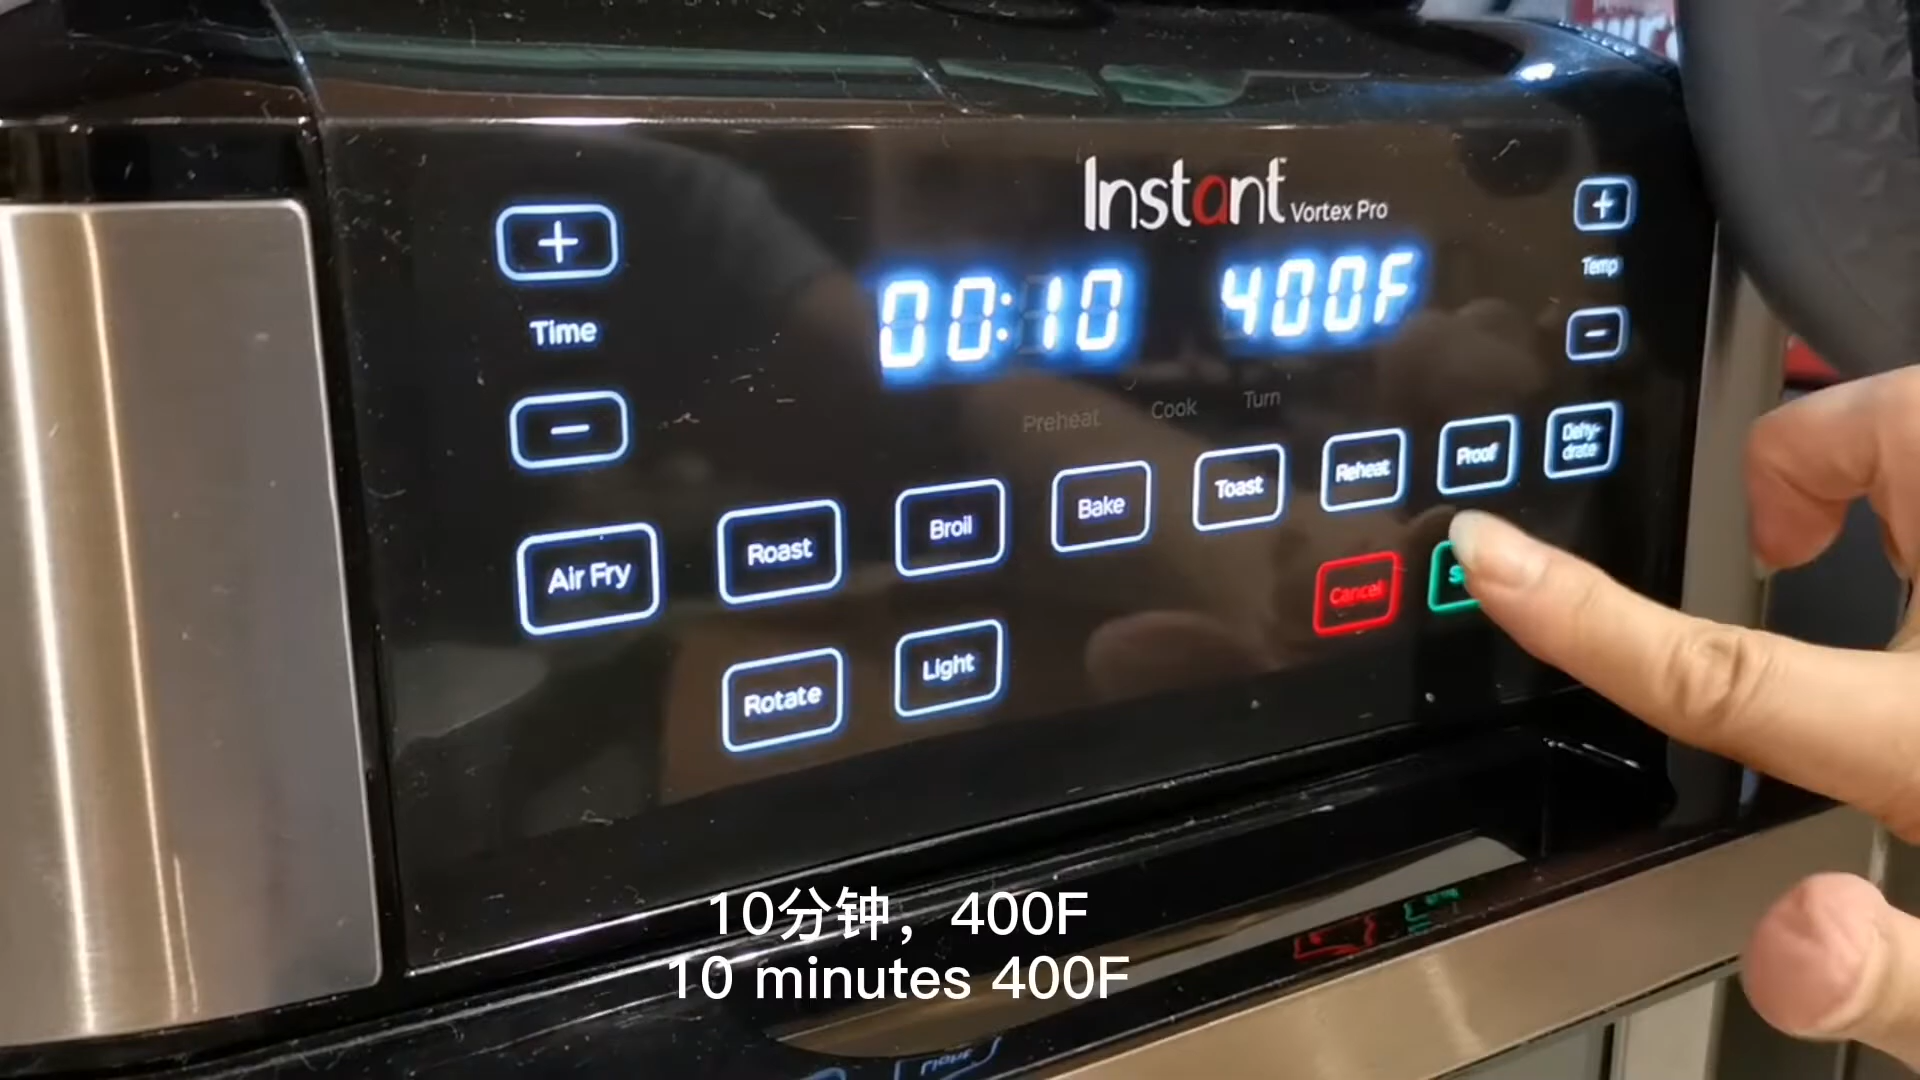 Instant Vortex Pro
+
+
Time
Temp
00:10 400F
-
-
Preheat Cook Turn
Air Fry
Roast
Broil
Bake
Toast
Reheat
Proof
Dehy-
drate
Cancel
Rotate
Light
10分钟，400F
10 minutes 400F